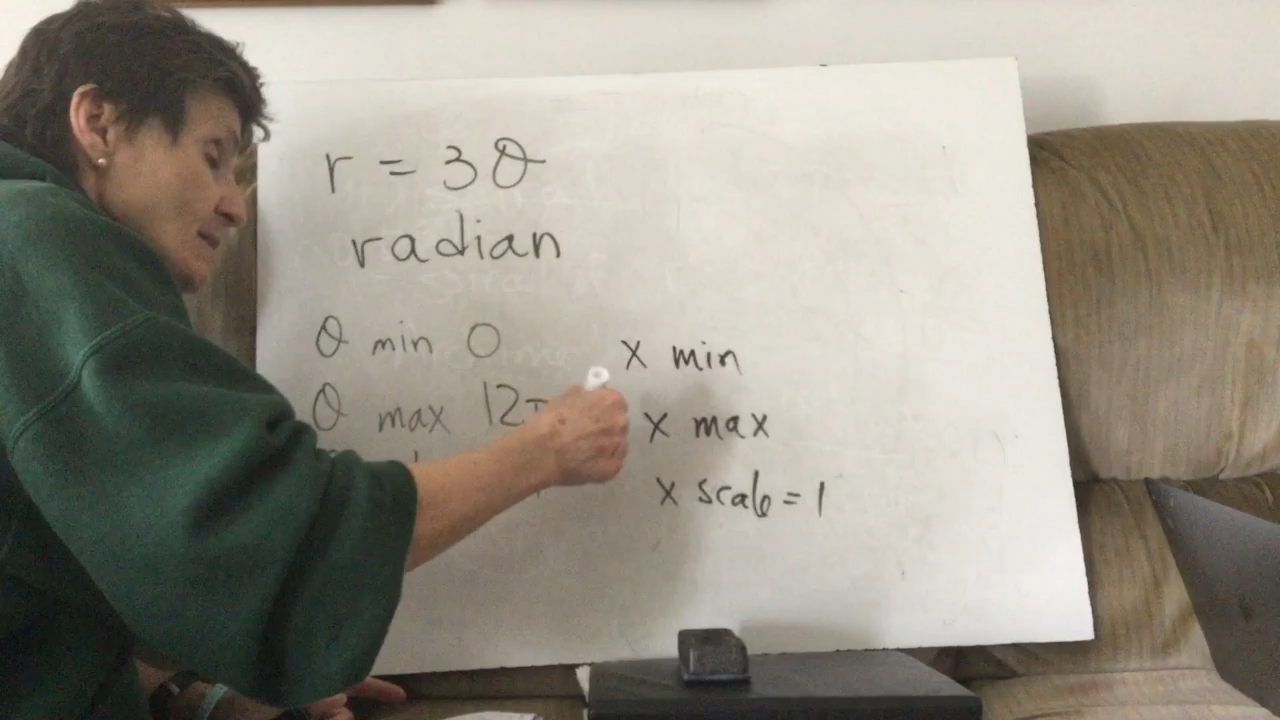 r = 3θ
radian
θ min 0
θ max 12π
x min
x max
x scale = 1